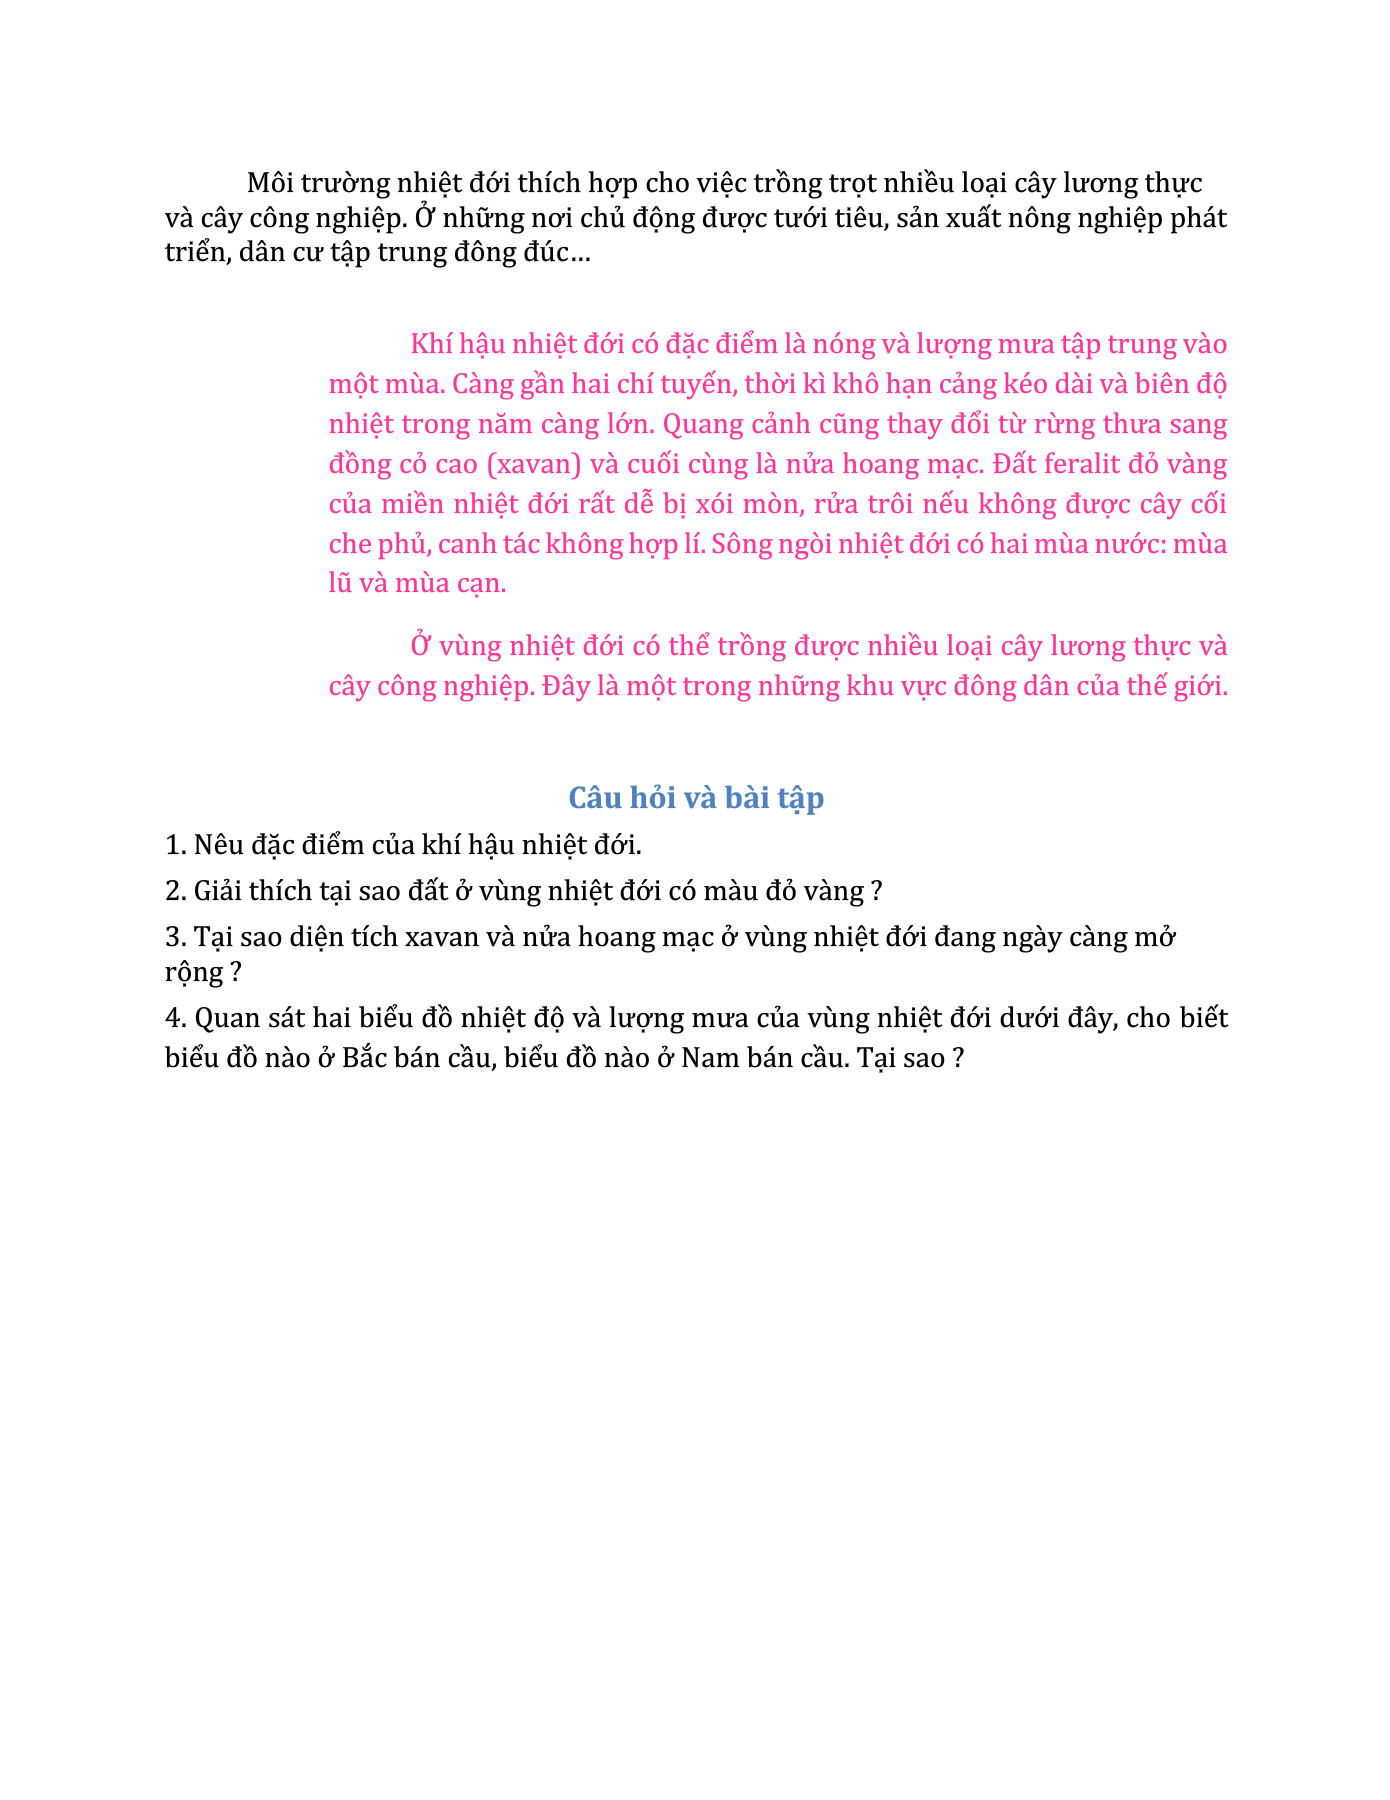 Môi trường nhiệt đới thích hợp cho việc trồng trọt nhiều loại cây lương thực
và cây công nghiệp. Ở những nơi chủ động được tưới tiêu, sản xuất nông nghiệp phát
triển, dân cư tập trung đông đúc…
Khí hậu nhiệt đới có đặc điểm là nóng và lượng mưa tập trung vào
một mùa. Càng gần hai chí tuyến, thời kì khô hạn cảng kéo dài và biên độ
nhiệt trong năm càng lớn. Quang cảnh cũng thay đổi từ rừng thưa sang
đồng cỏ cao (xavan) và cuối cùng là nửa hoang mạc. Đất feralit đỏ vàng
của miền nhiệt đới rất dễ bị xói mòn, rửa trôi nếu không được cây cối
che phủ, canh tác không hợp lí. Sông ngòi nhiệt đới có hai mùa nước: mùa
lũ và mùa cạn.
Ở vùng nhiệt đới có thể trồng được nhiều loại cây lương thực và
cây công nghiệp. Đây là một trong những khu vực đông dân của thế giới.
Câu hỏi và bài tập
1. Nêu đặc điểm của khí hậu nhiệt đới.
2. Giải thích tại sao đất ở vùng nhiệt đới có màu đỏ vàng ?
3. Tại sao diện tích xavan và nửa hoang mạc ở vùng nhiệt đới đang ngày càng mở
rộng ?
4. Quan sát hai biểu đồ nhiệt độ và lượng mưa của vùng nhiệt đới dưới đây, cho biết
biểu đồ nào ở Bắc bán cầu, biểu đồ nào ở Nam bán cầu. Tại sao ?